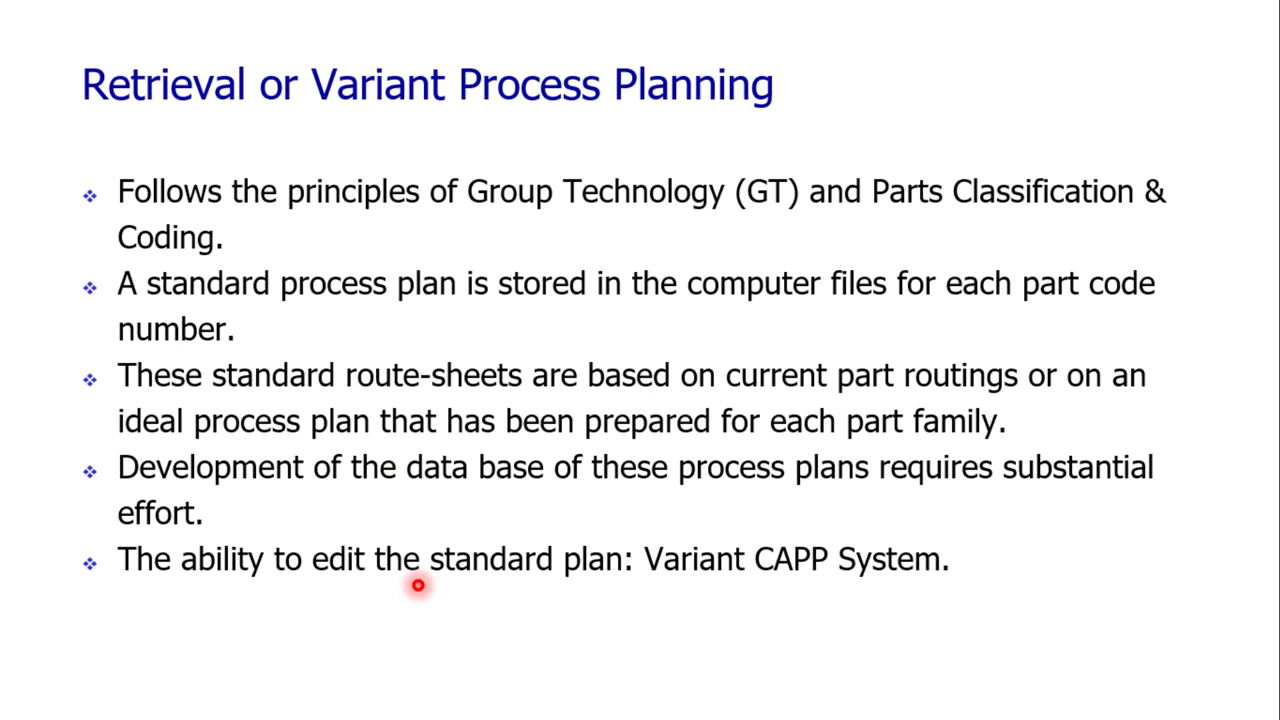 Retrieval or Variant Process Planning
Follows the principles of Group Technology (GT) and Parts Classification &
Coding.
A standard process plan is stored in the computer files for each part code
number.
These standard route-sheets are based on current part routings or on an
ideal process plan that has been prepared for each part family.
Development of the data base of these process plans requires substantial
effort.
The ability to edit the standard plan: Variant CAPP System.